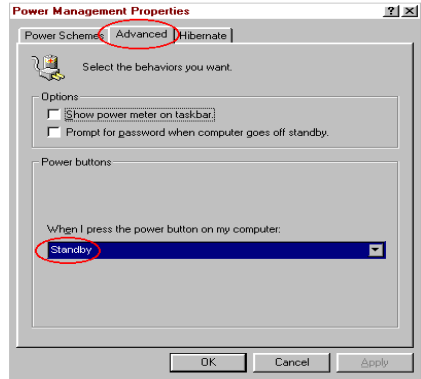 Power Management Properties
Power Schemes Advanced Hibernate
Select the behaviors you want.
Options
Show power meter on taskbar.
Prompt for password when computer goes off standby.
Power buttons
When I press the power button on my computer:
Standby
OK Cancel Apply